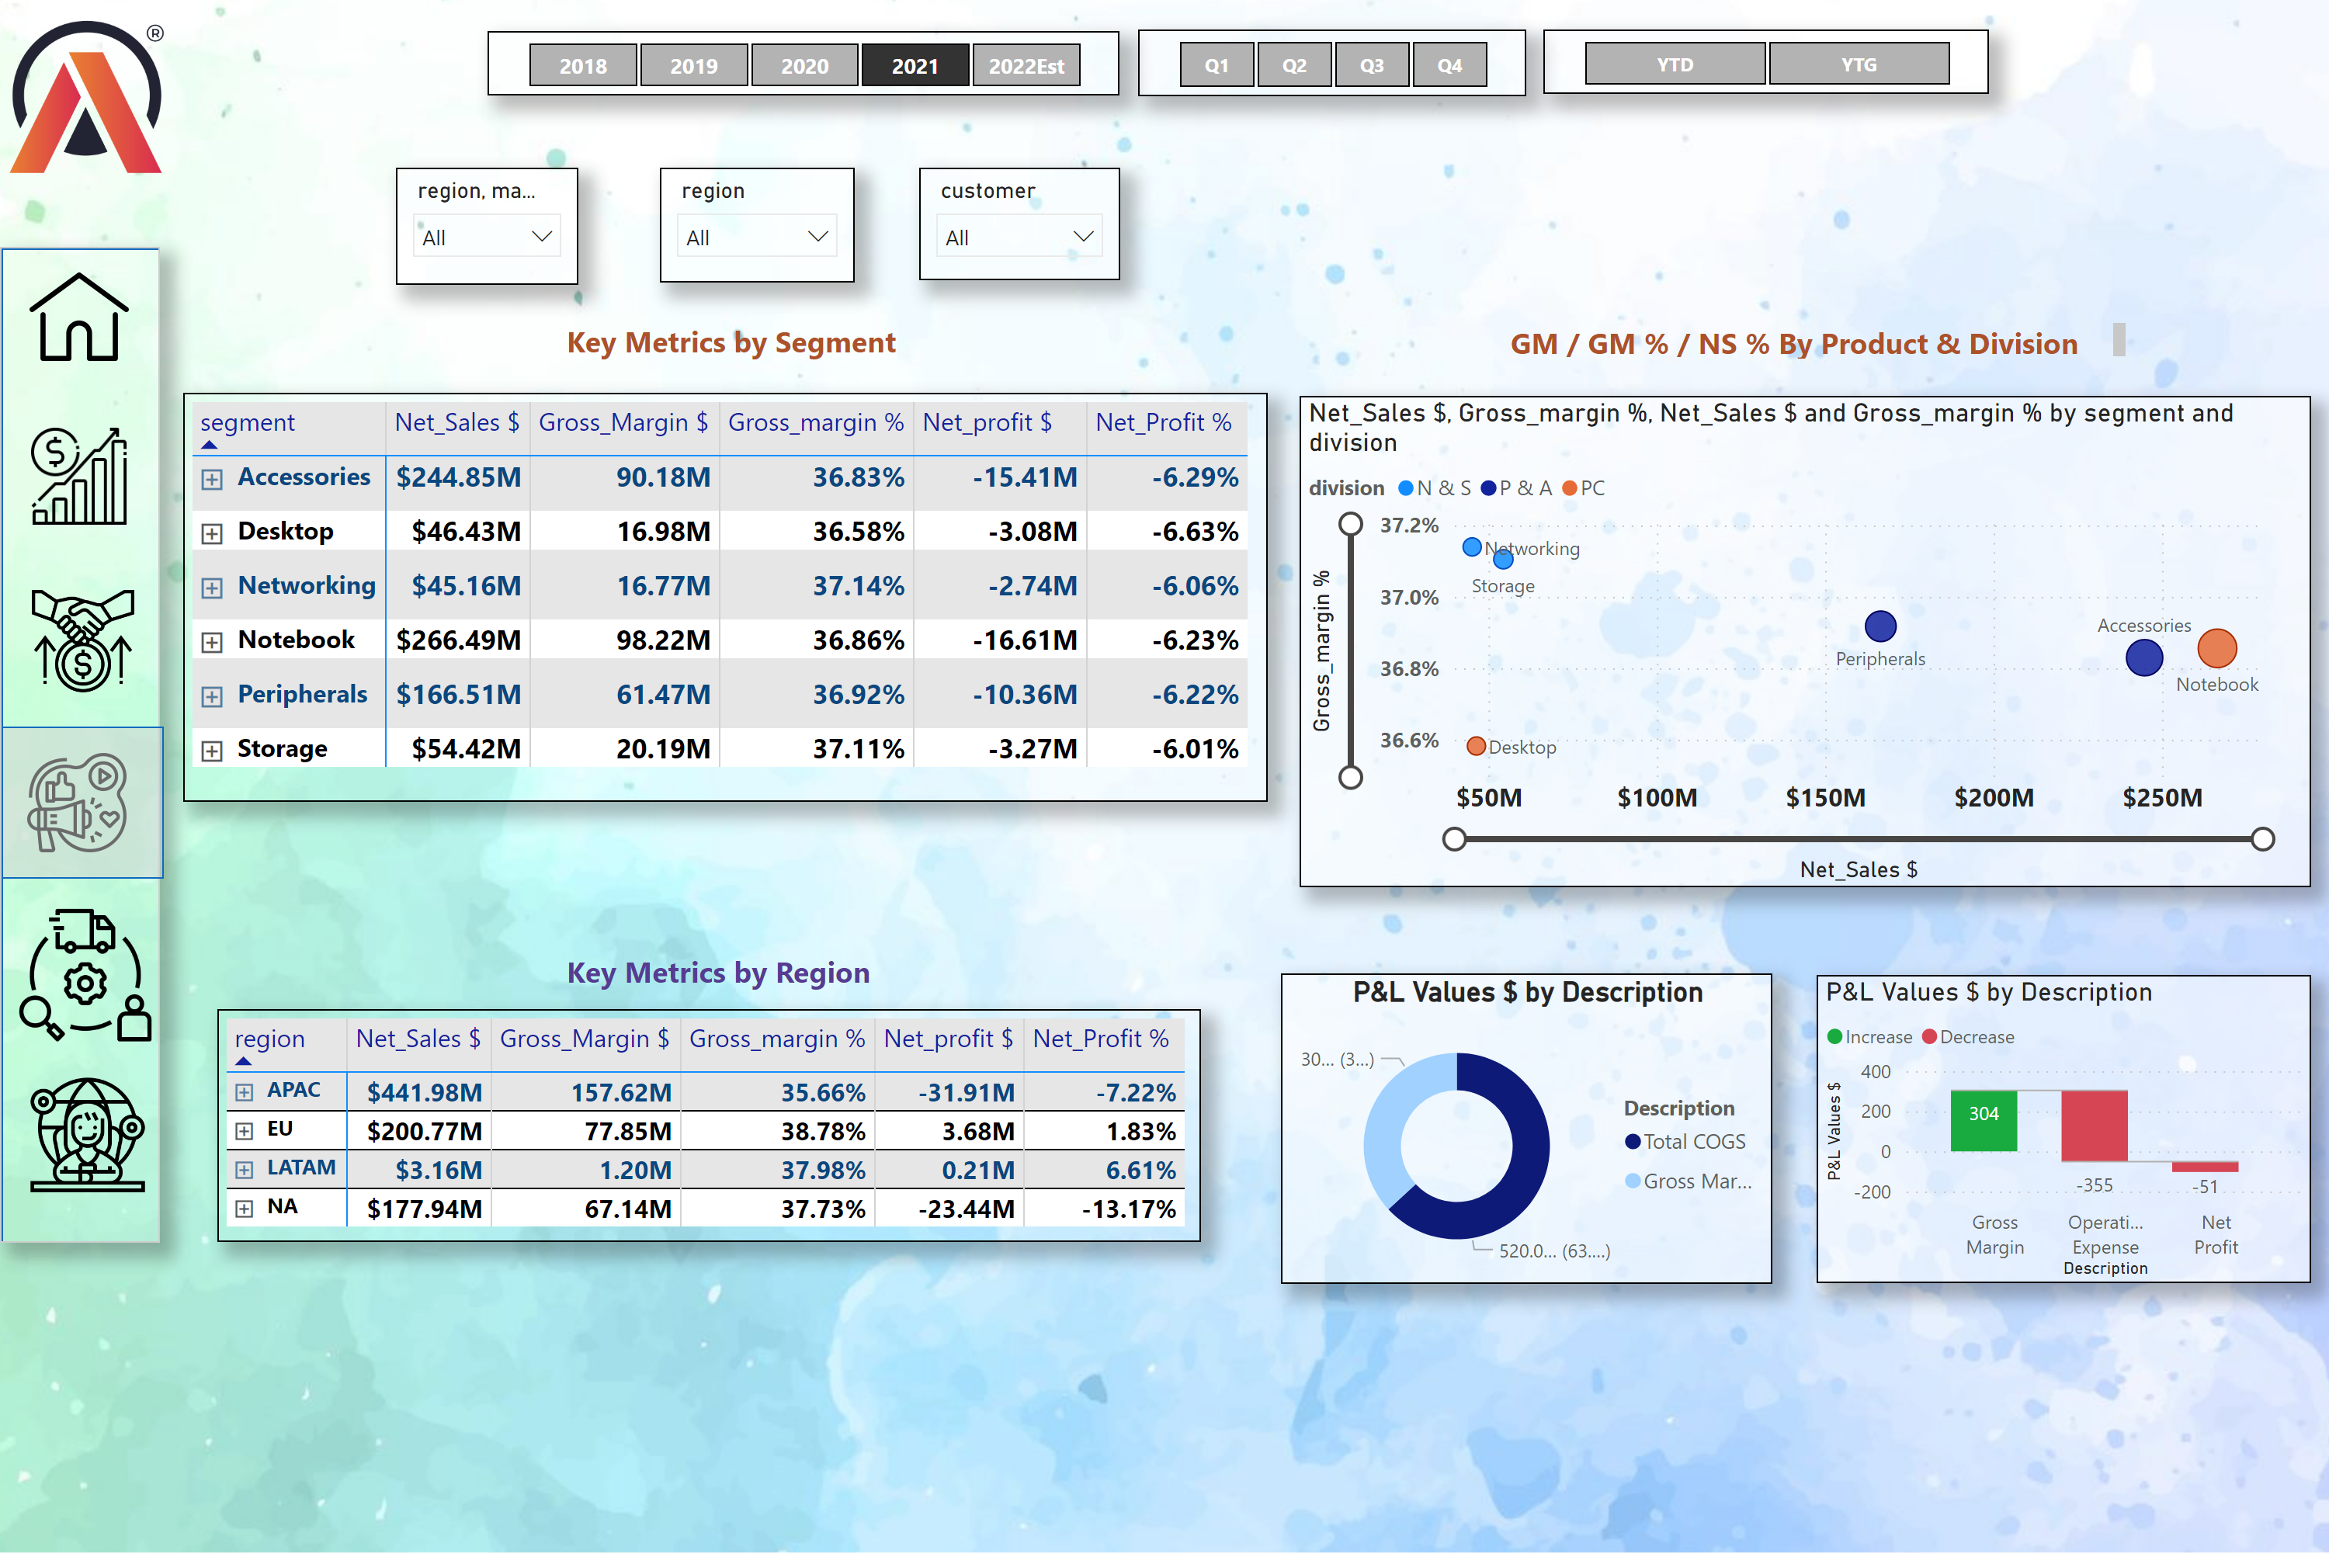 ®
2018 2019 2020 2021 2022Est
Q1 Q2 Q3 Q4
YTD YTG
region, ma...
All
region
All
customer
All
Key Metrics by Segment
segment Net_Sales $ Gross_Margin $ Gross_margin % Net_profit $ Net_Profit %
Accessories $244.85M 90.18M 36.83% -15.41M -6.29%
Desktop $46.43M 16.98M 36.58% -3.08M -6.63%
Networking $45.16M 16.77M 37.14% -2.74M -6.06%
Notebook $266.49M 98.22M 36.86% -16.61M -6.23%
Peripherals $166.51M 61.47M 36.92% -10.36M -6.22%
Storage $54.42M 20.19M 37.11% -3.27M -6.01%
GM / GM % / NS % By Product & Division
Net_Sales $, Gross_margin %, Net_Sales $ and Gross_margin % by segment and
division
division N & S P & A PC
Gross_margin %
37.2%
37.0%
36.8%
36.6%
Networking
Storage
Peripherals
Accessories
Notebook
Desktop
$50M $100M $150M $200M $250M
Net_Sales $
Key Metrics by Region
region Net_Sales $ Gross_Margin $ Gross_margin % Net_profit $ Net_Profit %
APAC $441.98M 157.62M 35.66% -31.91M -7.22%
EU $200.77M 77.85M 38.78% 3.68M 1.83%
LATAM $3.16M 1.20M 37.98% 0.21M 6.61%
NA $177.94M 67.14M 37.73% -23.44M -13.17%
P&L Values $ by Description
30... (3...)
520.0... (63....)
Description
Total COGS
Gross Mar...
P&L Values $ by Description
Increase Decrease
P&L Values $
400
200
0
-200
304
-355
-51
Gross
Margin
Operati...
Expense
Net
Profit
Description